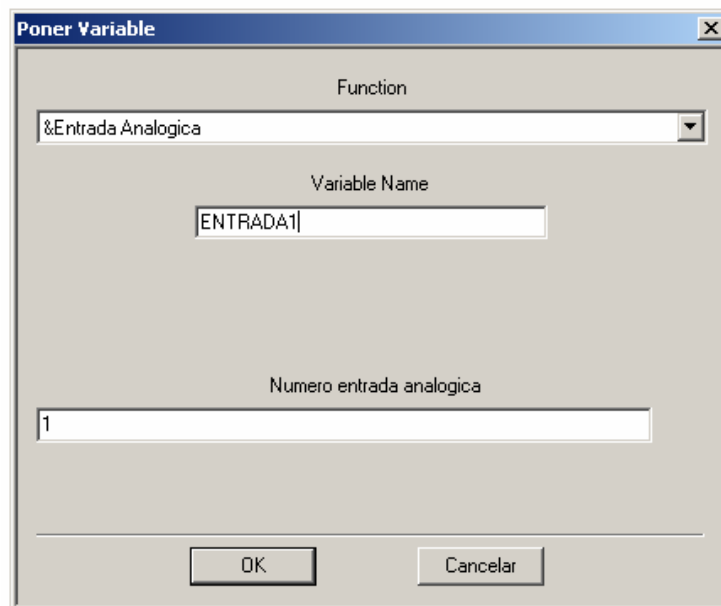 Poner Variable
Function
&Entrada Analogica
Variable Name
ENTRADA1
Numero entrada analogica
1
OK
Cancelar